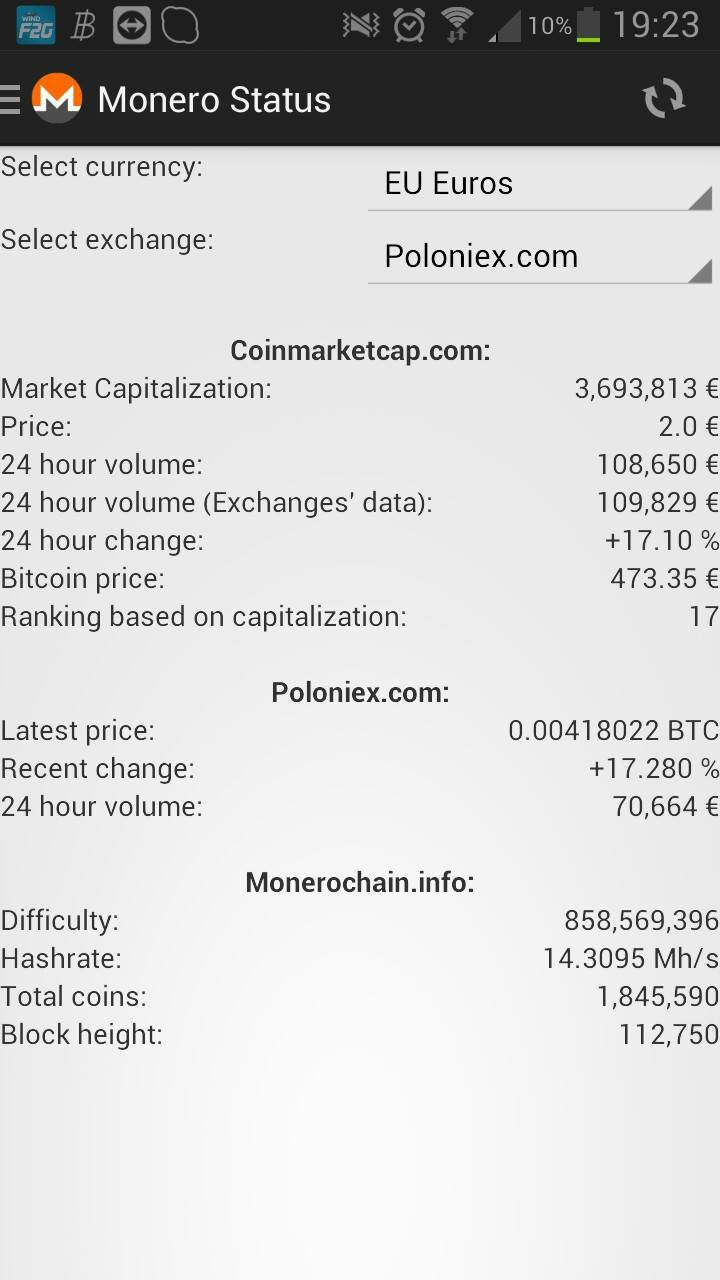 WIND F2G 10% 19:23
Monero Status
Select currency: EU Euros
Select exchange: Poloniex.com
Coinmarketcap.com:
Market Capitalization: 3,693,813 €
Price: 2.0 €
24 hour volume: 108,650 €
24 hour volume (Exchanges' data): 109,829 €
24 hour change: +17.10 %
Bitcoin price: 473.35 €
Ranking based on capitalization: 17
Poloniex.com:
Latest price: 0.00418022 BTC
Recent change: +17.280 %
24 hour volume: 70,664 €
Monerochain.info:
Difficulty: 858,569,396
Hashrate: 14.3095 Mh/s
Total coins: 1,845,590
Block height: 112,750